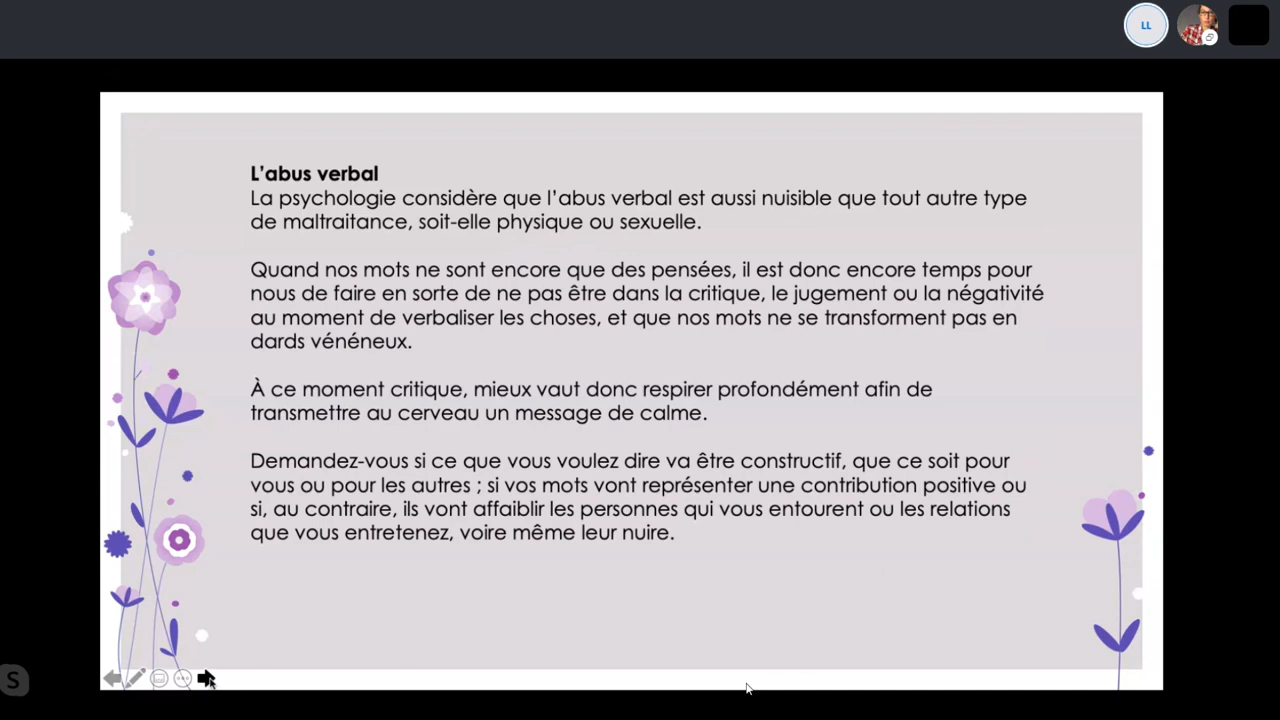 LL
L'abus verbal
La psychologie considère que l'abus verbal est aussi nuisible que tout autre type
de maltraitance, soit-elle physique ou sexuelle.
Quand nos mots ne sont encore que des pensées, il est donc encore temps pour
nous de faire en sorte de ne pas être dans la critique, le jugement ou la négativité
au moment de verbaliser les choses, et que nos mots ne se transforment pas en
dards vénéneux.
À ce moment critique, mieux vaut donc respirer profondément afin de
transmettre au cerveau un message de calme.
Demandez-vous si ce que vous voulez dire va être constructif, que ce soit pour
vous ou pour les autres ; si vos mots vont représenter une contribution positive ou
si, au contraire, ils vont affaiblir les personnes qui vous entourent ou les relations
que vous entretenez, voire même leur nuire.
S